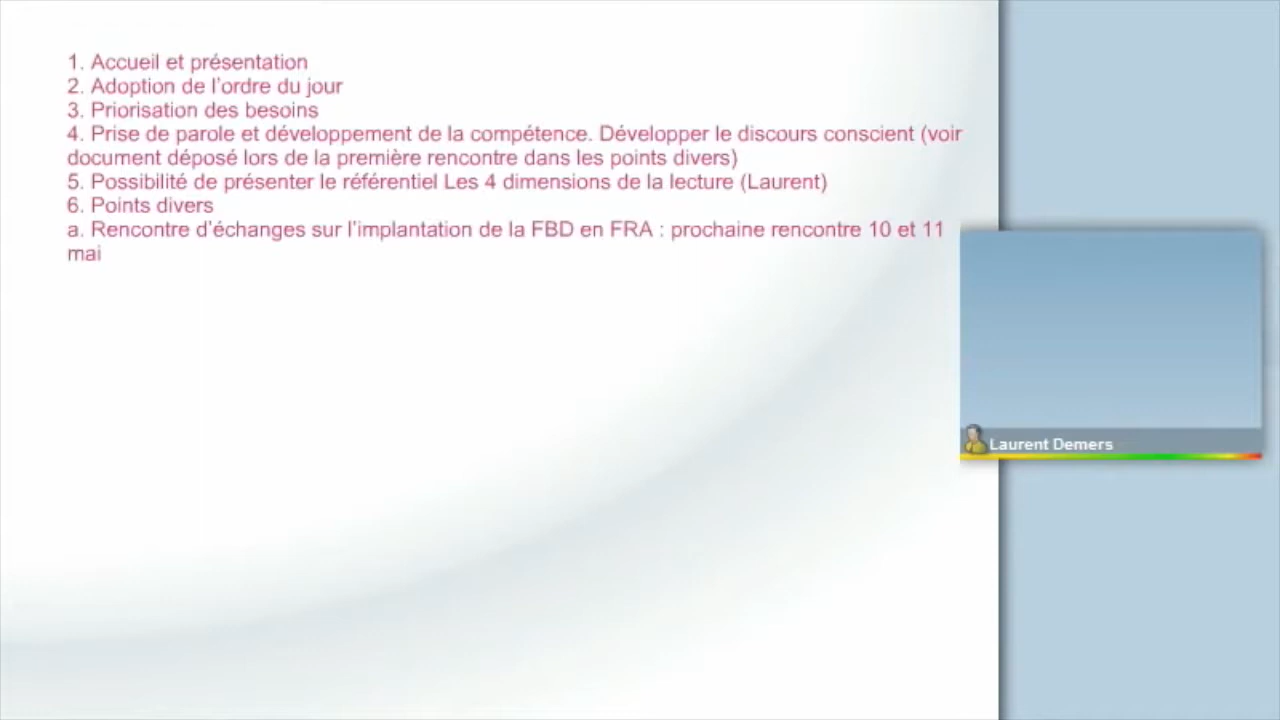 1. Accueil et présentation
2. Adoption de l'ordre du jour
3. Priorisation des besoins
4. Prise de parole et développement de la compétence. Développer le discours conscient (voir
document déposé lors de la première rencontre dans les points divers)
5. Possibilité de présenter le référentiel Les 4 dimensions de la lecture (Laurent)
6. Points divers
a. Rencontre d'échanges sur l'implantation de la FBD en FRA : prochaine rencontre 10 et 11
mai
Laurent Demers